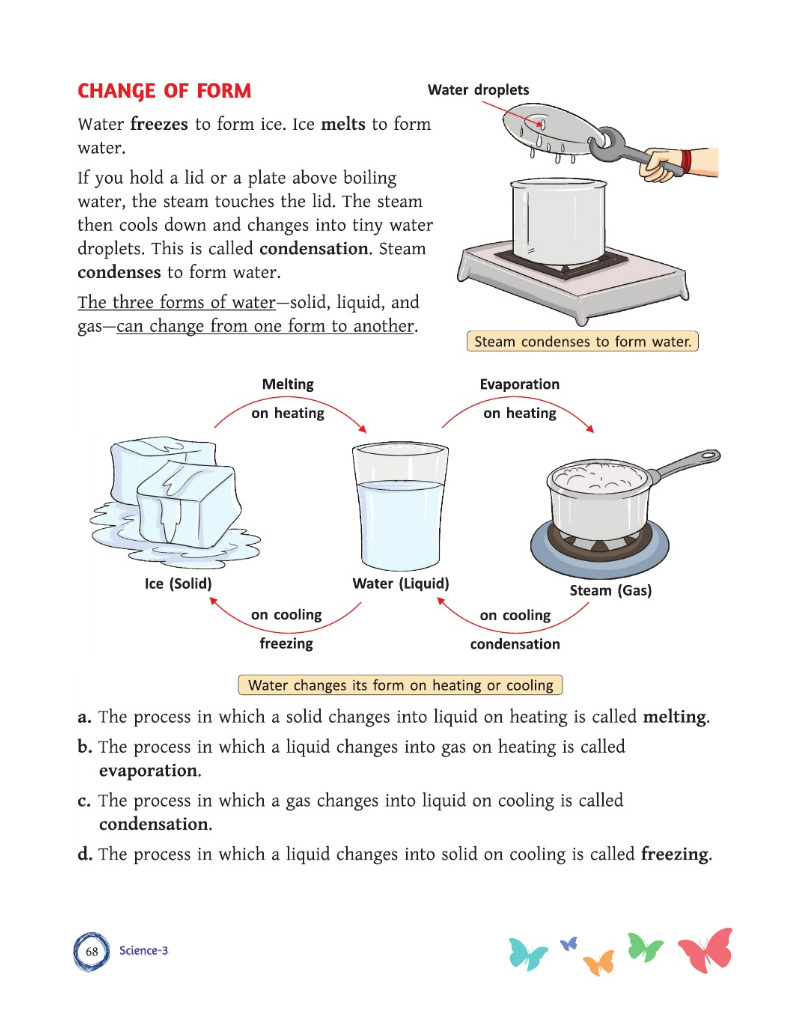 CHANGE OF FORM
Water freezes to form ice. Ice melts to form
water.
If you hold a lid or a plate above boiling
water, the steam touches the lid. The steam
then cools down and changes into tiny water
droplets. This is called condensation. Steam
condenses to form water.
The three forms of water—solid, liquid, and
gas—can change from one form to another.
Water droplets
Steam condenses to form water.
Melting
on heating
Evaporation
on heating
Ice (Solid)
Water (Liquid)
Steam (Gas)
on cooling
freezing
on cooling
condensation
Water changes its form on heating or cooling
a. The process in which a solid changes into liquid on heating is called melting.
b. The process in which a liquid changes into gas on heating is called
evaporation.
c. The process in which a gas changes into liquid on cooling is called
condensation.
d. The process in which a liquid changes into solid on cooling is called freezing.
68
Science-3